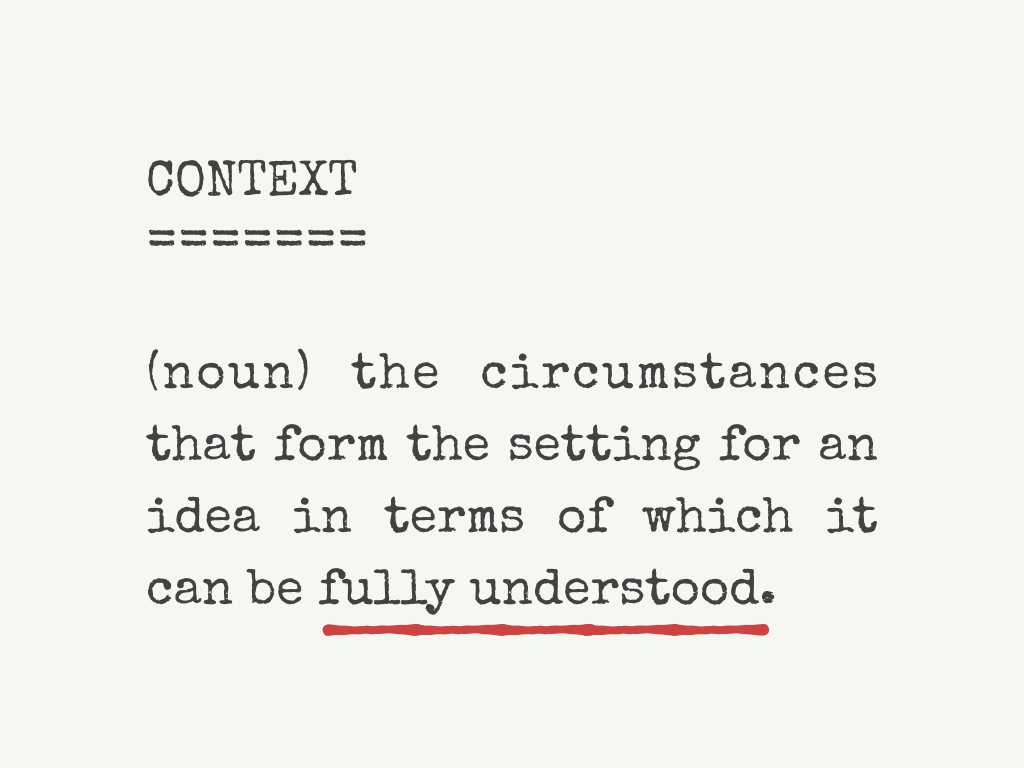 CONTEXT
=======
(noun) the circumstances
that form the setting for an
idea in terms of which it
can be fully understood.